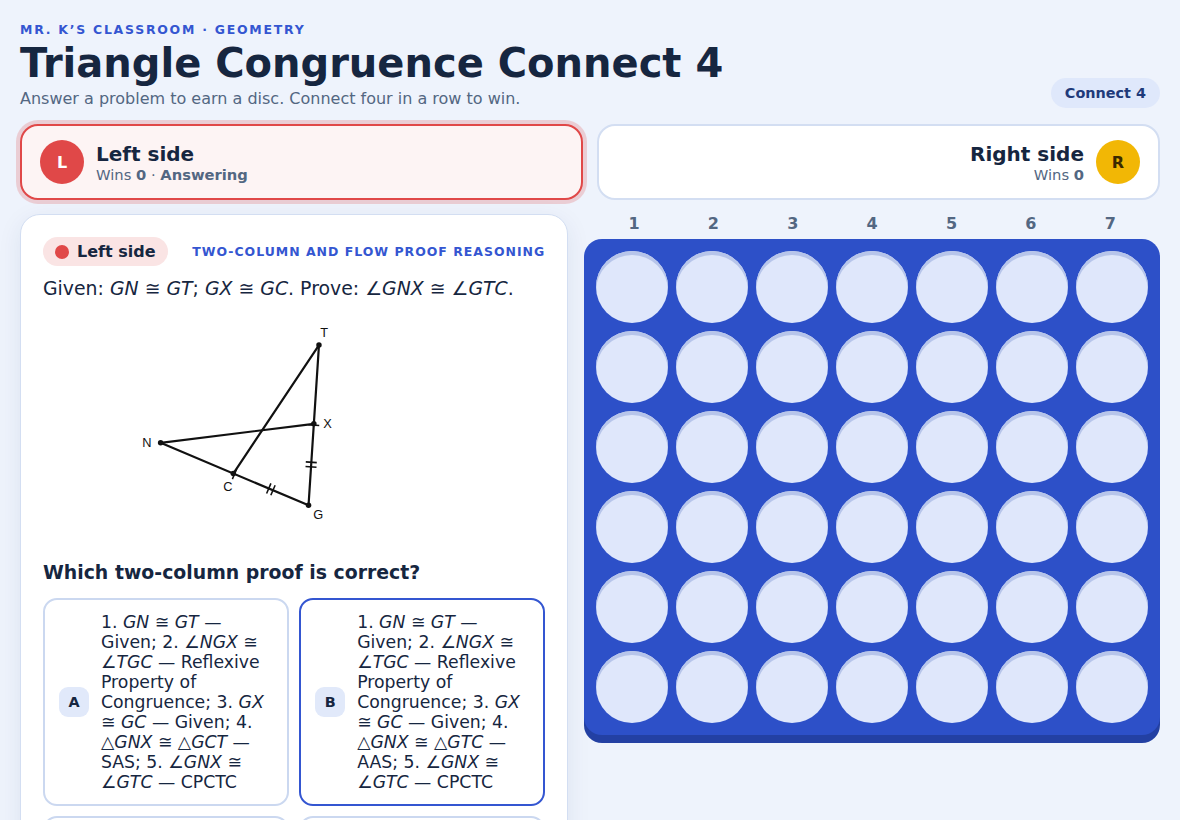 MR. K’S CLASSROOM · GEOMETRY
Triangle Congruence Connect 4
Answer a problem to earn a disc. Connect four in a row to win.
Connect 4
L
Left side
Wins 0 · Answering
Right side
Wins 0
R
Left side
TWO-COLUMN AND FLOW PROOF REASONING
Given: GN ≅ GT; GX ≅ GC. Prove: ∠GNX ≅ ∠GTC.
T
X
N
C
G
Which two-column proof is correct?
A
1. GN ≅ GT —
Given; 2. ∠NGX ≅
∠TGC — Reflexive
Property of
Congruence; 3. GX
≅ GC — Given; 4.
△GNX ≅ △GCT —
SAS; 5. ∠GNX ≅
∠GTC — CPCTC
B
1. GN ≅ GT —
Given; 2. ∠NGX ≅
∠TGC — Reflexive
Property of
Congruence; 3. GX
≅ GC — Given; 4.
△GNX ≅ △GTC —
AAS; 5. ∠GNX ≅
∠GTC — CPCTC
1 2 3 4 5 6 7